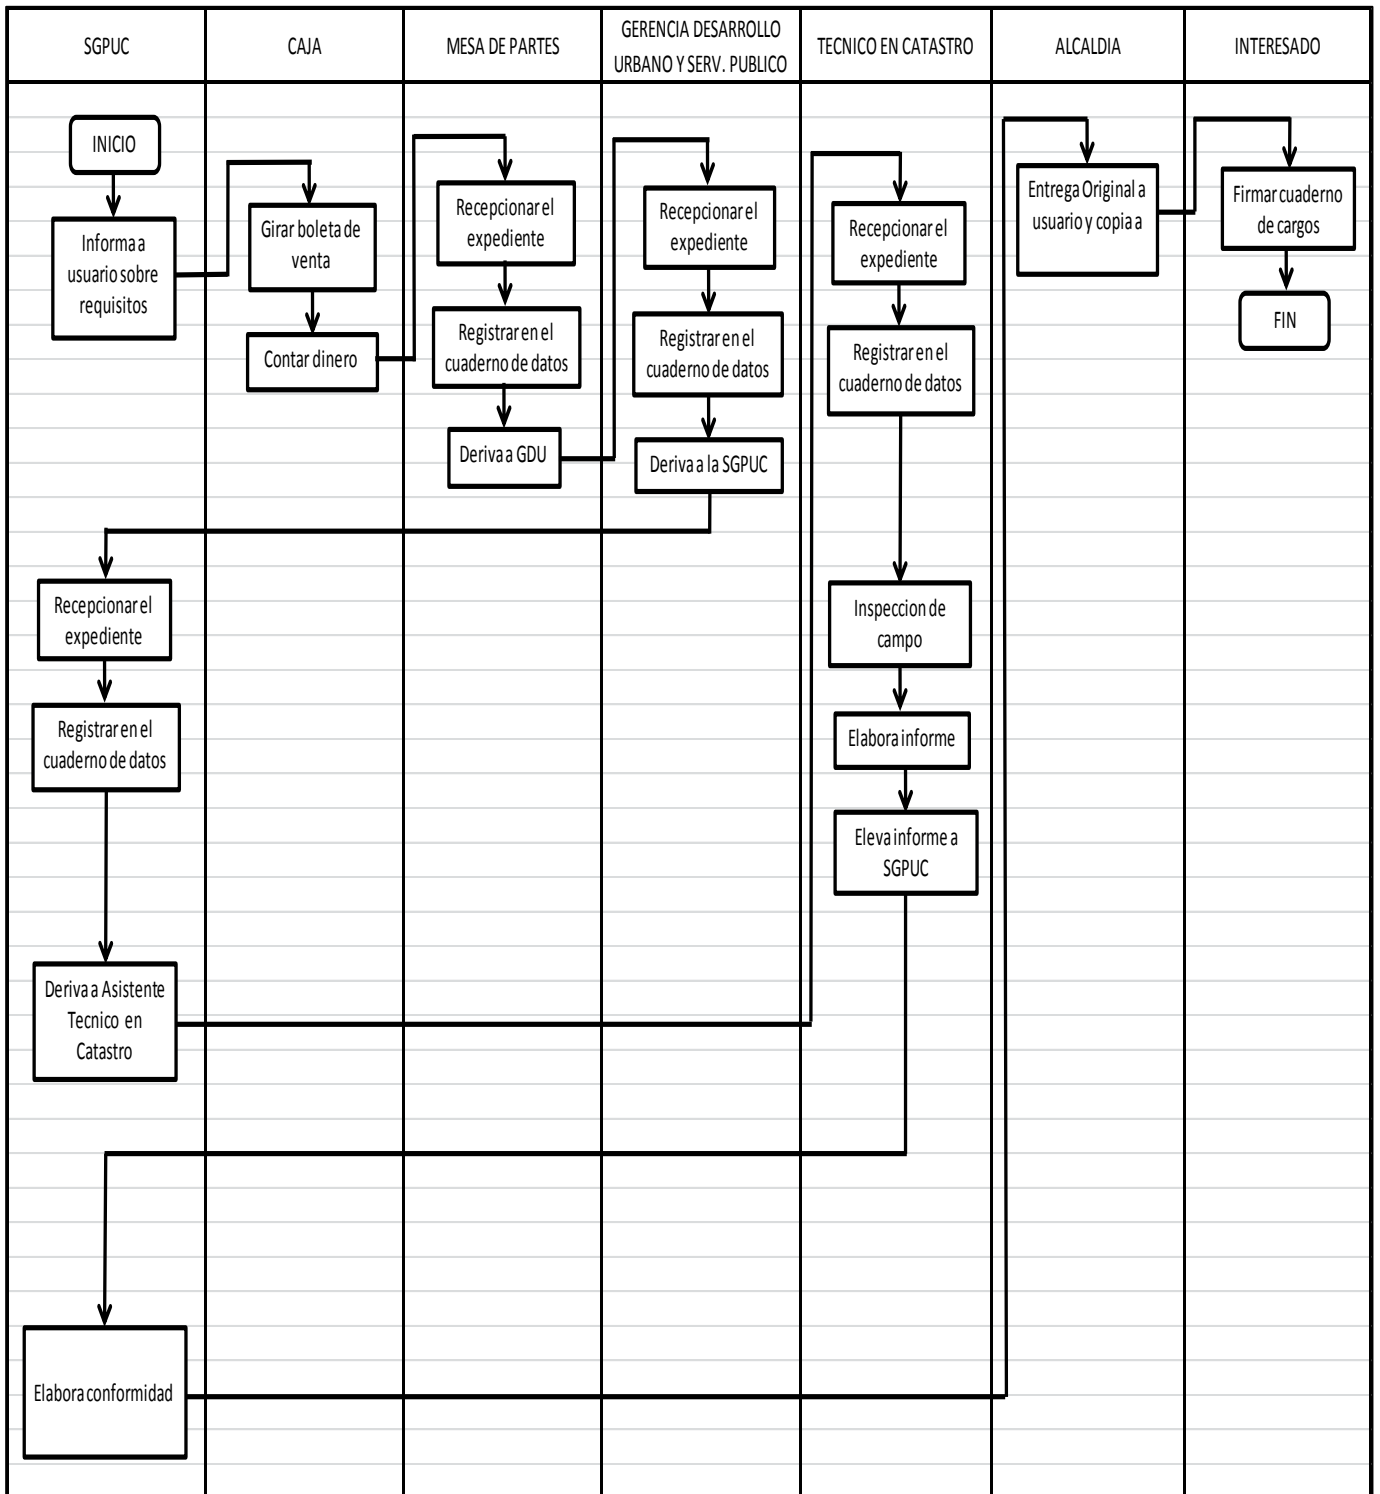 SGPUC
CAJA
MESA DE PARTES
GERENCIA DESARROLLO
URBANO Y SERV. PUBLICO
TECNICO EN CATASTRO
ALCALDIA
INTERESADO
INICIO
Informa a
usuario sobre
requisitos
Girar boleta de
venta
Contar dinero
Recepcionar el
expediente
Registrar en el
cuaderno de datos
Deriva a GDU
Recepcionar el
expediente
Registrar en el
cuaderno de datos
Deriva a la SGPUC
Recepcionar el
expediente
Registrar en el
cuaderno de datos
Deriva a Asistente
Tecnico en
Catastro
Recepcionar el
expediente
Registrar en el
cuaderno de datos
Inspeccion de
campo
Elabora informe
Eleva informe a
SGPUC
Elabora conformidad
Entrega Original a
usuario y copia a
Firmar cuaderno
de cargos
FIN